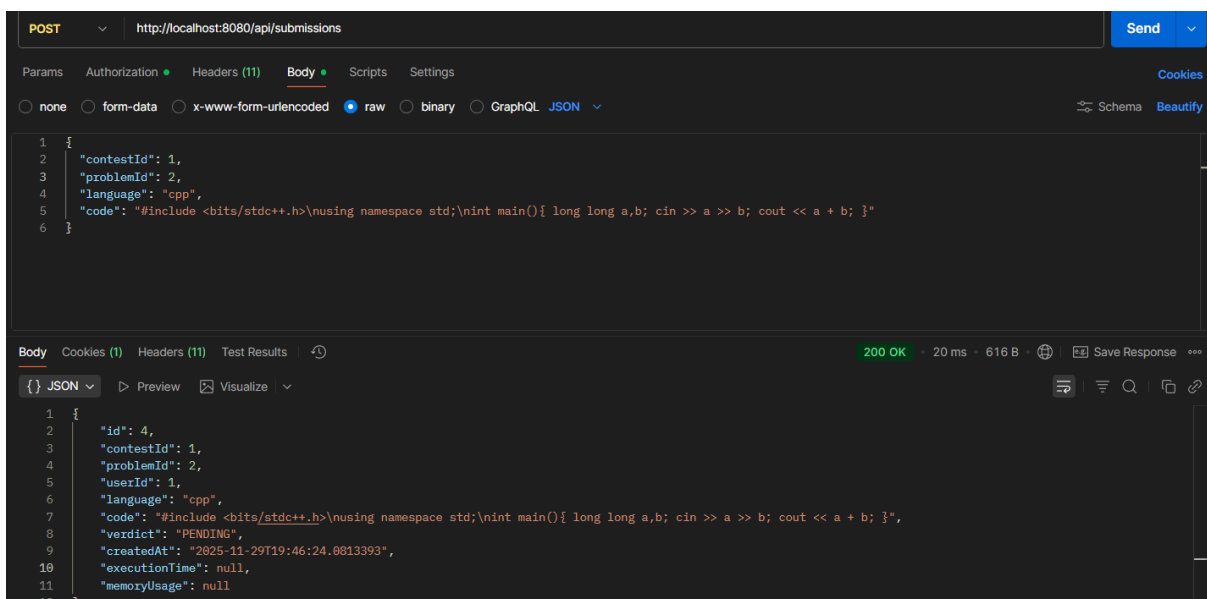 POST http://localhost:8080/api/submissions Send
Params Authorization Headers (11) Body Scripts Settings Cookies
none form-data x-www-form-urlencoded raw binary GraphQL JSON Schema Beautify
1 {
2 "contestId": 1,
3 "problemId": 2,
4 "language": "cpp",
5 "code": "#include <bits/stdc++.h>\nusing namespace std;\nint main(){ long long a,b; cin >> a >> b; cout << a + b; }"
6 }
Body Cookies (1) Headers (11) Test Results 200 OK 20 ms 616 B e.g. Save Response
{} JSON Preview Visualize
1 {
2 "id": 4,
3 "contestId": 1,
4 "problemId": 2,
5 "userId": 1,
6 "language": "cpp",
7 "code": "#include <bits/stdc++.h>\nusing namespace std;\nint main(){ long long a,b; cin >> a >> b; cout << a + b; }",
8 "verdict": "PENDING",
9 "createdAt": "2025-11-29T19:46:24.0813393",
10 "executionTime": null,
11 "memoryUsage": null